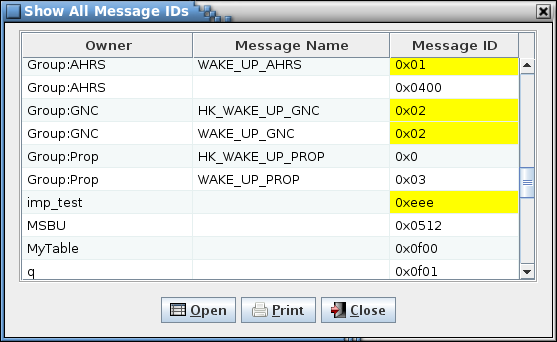 Show All Message IDs
Owner Message Name Message ID
Group:AHRS WAKE_UP_AHRS 0x01
Group:AHRS 0x0400
Group:GNC HK_WAKE_UP_GNC 0x02
Group:GNC WAKE_UP_GNC 0x02
Group:Prop HK_WAKE_UP_PROP 0x0
Group:Prop WAKE_UP_PROP 0x03
imp_test 0xeee
MSBU 0x0512
MyTable 0x0f00
q 0x0f01
Open Print Close